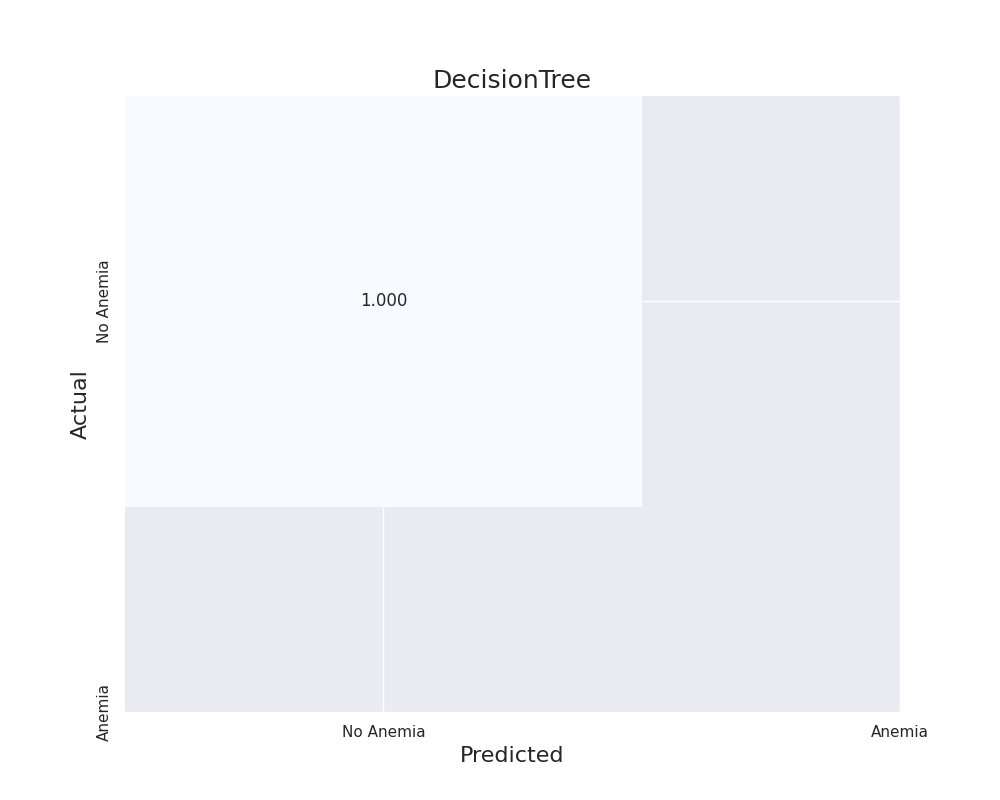 DecisionTree
No Anemia
1.000
Actual
Anemia
No Anemia
Anemia
Predicted